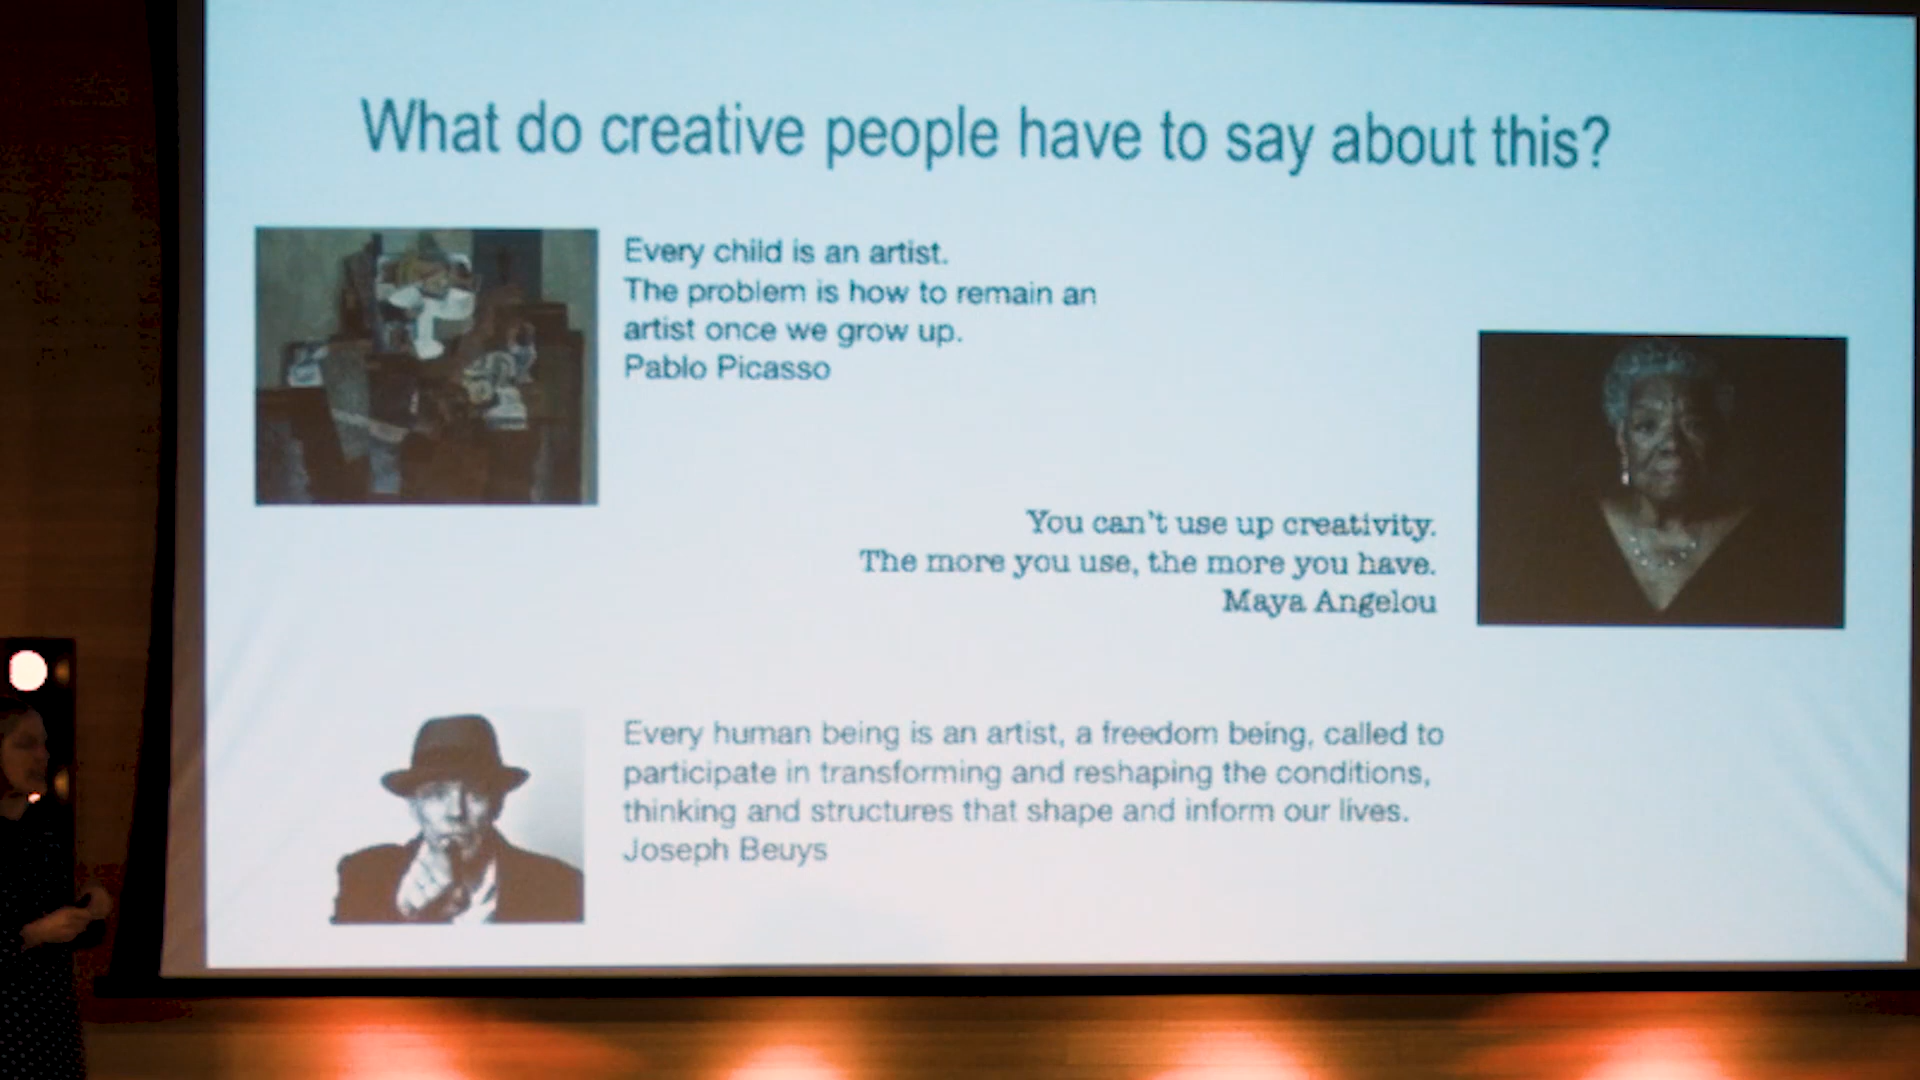 What do creative people have to say about this?
Every child is an artist.
The problem is how to remain an
artist once we grow up.
Pablo Picasso
You can't use up creativity.
The more you use, the more you have.
Maya Angelou
Every human being is an artist, a freedom being, called to
participate in transforming and reshaping the conditions,
thinking and structures that shape and inform our lives.
Joseph Beuys